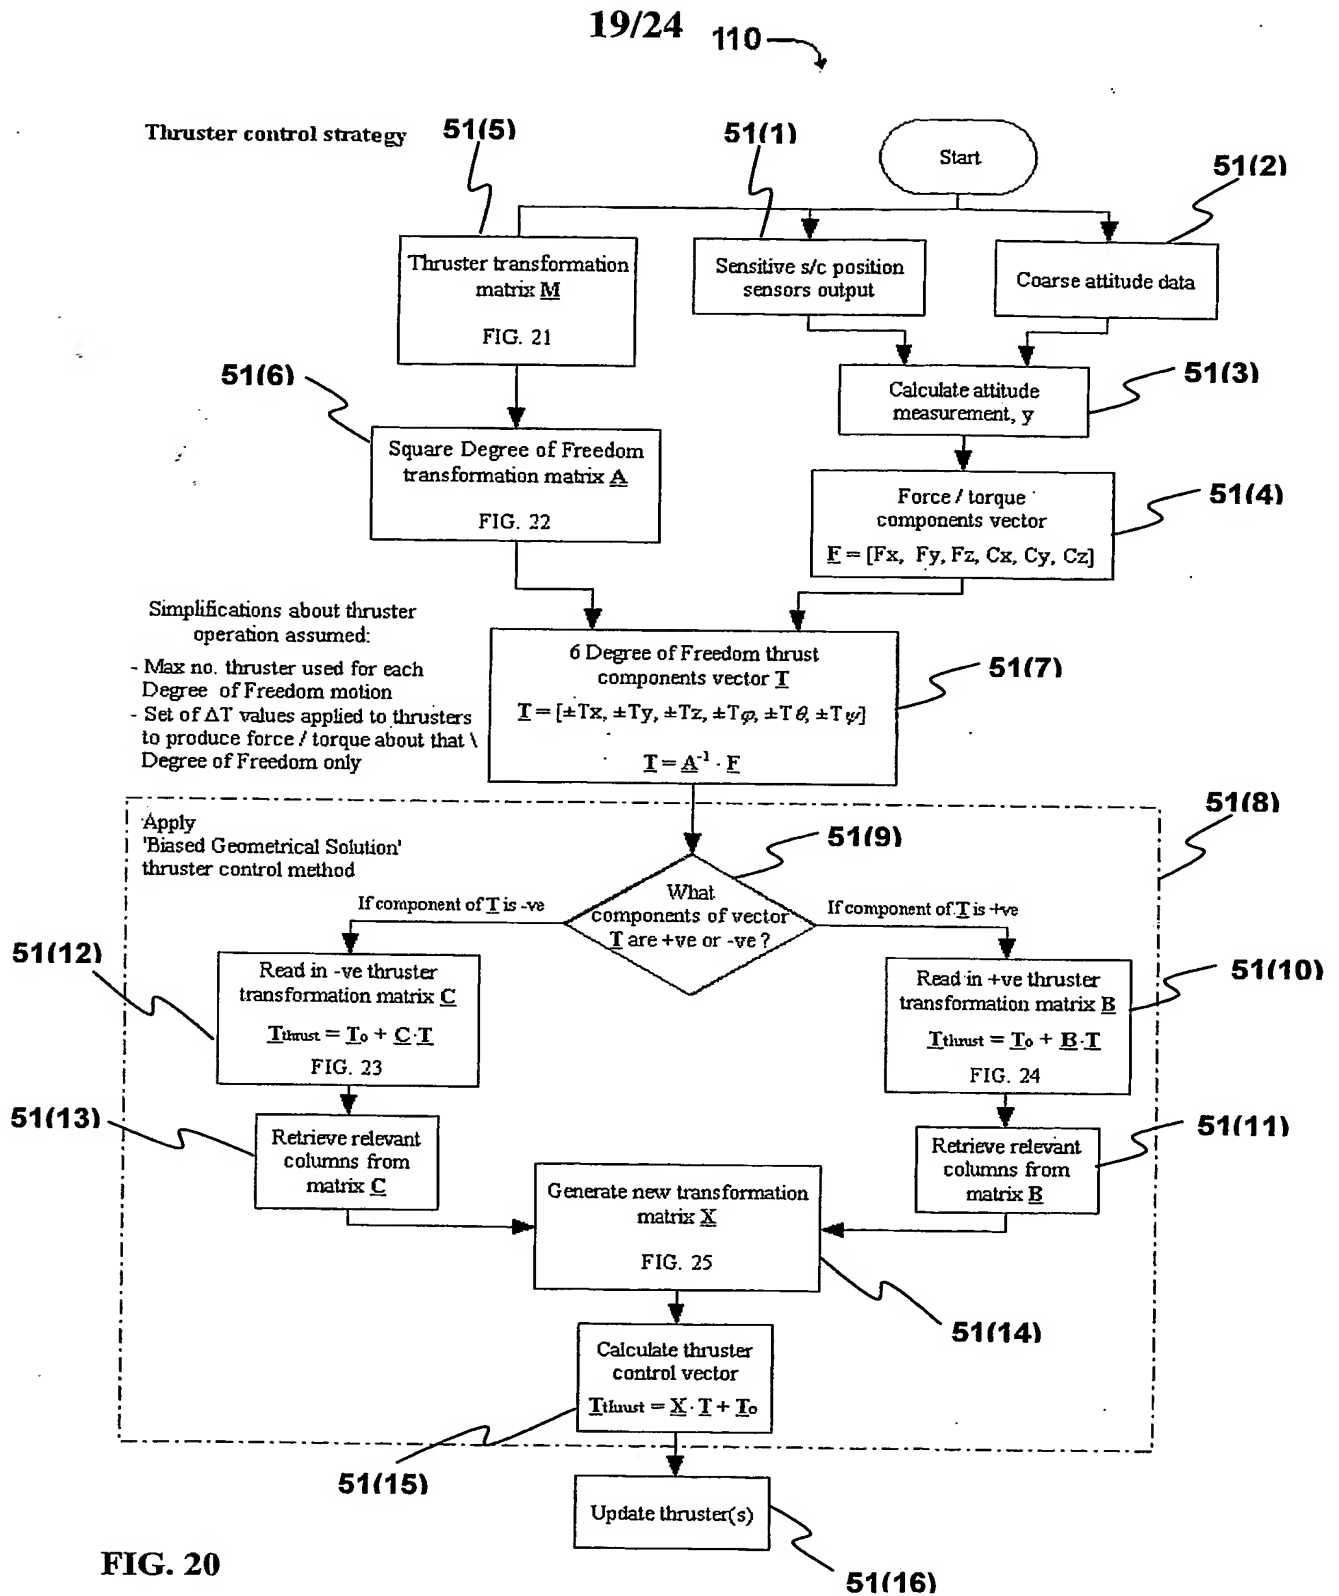 19/24
110
Thruster control strategy
51(5)
51(1)
Start
51(2)
Thruster transformation
matrix M
FIG. 21
Sensitive s/c position
sensors output
Coarse attitude data
51(6)
51(3)
Calculate attitude
measurement, y
Square Degree of Freedom
transformation matrix A
FIG. 22
51(4)
Force / torque
components vector
F = [Fx, Fy, Fz, Cx, Cy, Cz]
Simplifications about thruster
operation assumed:
- Max no. thruster used for each
Degree of Freedom motion
- Set of ΔT values applied to thrusters
to produce force / torque about that \
Degree of Freedom only
6 Degree of Freedom thrust
components vector T
T = [±Tx, ±Ty, ±Tz, ±Tφ, ±Tθ, ±Tψ]
T = A⁻¹ · F
51(7)
51(8)
Apply
'Biased Geometrical Solution'
thruster control method
51(9)
What
components of vector
T are +ve or -ve ?
If component of T is -ve
If component of T is +ve
51(12)
Read in -ve thruster
transformation matrix C
Tthrust = To + C·T
FIG. 23
51(10)
Read in +ve thruster
transformation matrix B
Tthrust = To + B·T
FIG. 24
51(13)
Retrieve relevant
columns from
matrix C
51(11)
Retrieve relevant
columns from
matrix B
Generate new transformation
matrix X
FIG. 25
51(14)
Calculate thruster
control vector
Tthrust = X · T + To
51(15)
Update thruster(s)
51(16)
FIG. 20